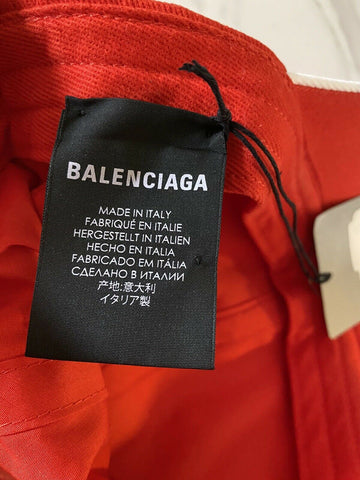 BALENCIAGA
MADE IN ITALY
FABRIQUÉ EN ITALIE
HERGESTELLT IN ITALIEN
HECHO EN ITALIA
FABRICADO EM ITÁLIA
СДЕЛАНО В ИТАЛИИ
产地:意大利
イタリア製